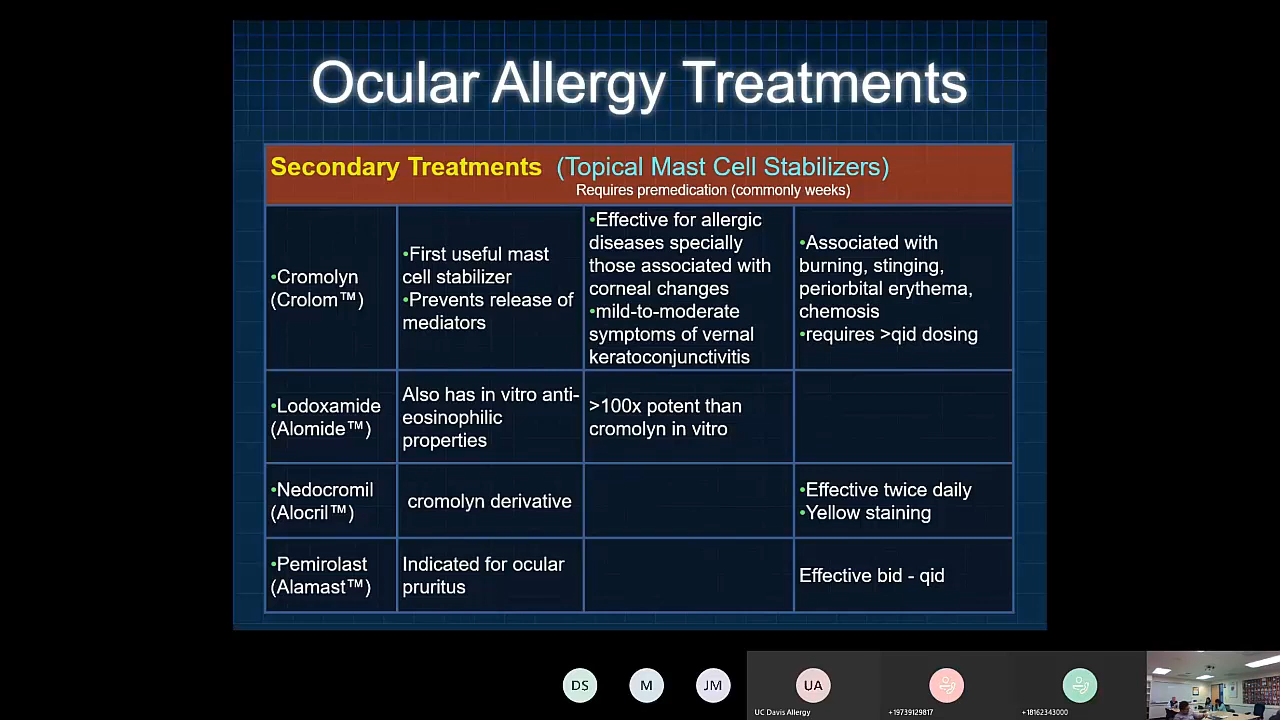 Ocular Allergy Treatments
Secondary Treatments (Topical Mast Cell Stabilizers)
Requires premedication (commonly weeks)
•Cromolyn
(Crolom™)
•First useful mast
cell stabilizer
•Prevents release of
mediators
•Effective for allergic
diseases specially
those associated with
corneal changes
•mild-to-moderate
symptoms of vernal
keratoconjunctivitis
•Associated with
burning, stinging,
periorbital erythema,
chemosis
•requires >qid dosing
•Lodoxamide
(Alomide™)
Also has in vitro anti-
eosinophilic
properties
>100x potent than
cromolyn in vitro
•Nedocromil
(Alocril™)
cromolyn derivative
•Effective twice daily
•Yellow staining
•Pemirolast
(Alamast™)
Indicated for ocular
pruritus
Effective bid - qid
DS
M
JM
UA
UC Davis Allergy
+19739129817
+18162343000